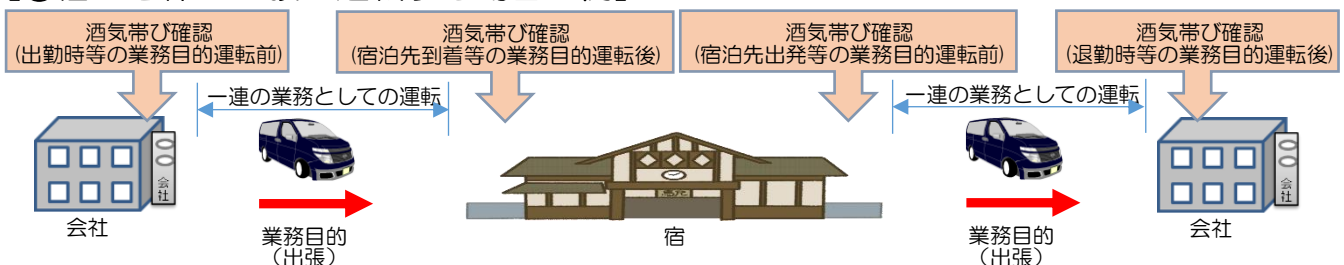 酒気帯び確認
(出勤時等の業務目的運転前)
酒気帯び確認
(宿泊先到着等の業務目的運転後)
酒気帯び確認
(宿泊先出発等の業務目的運転前)
酒気帯び確認
(退勤時等の業務目的運転後)
一連の業務としての運転
一連の業務としての運転
会社
会社
会社
業務目的
（出張）
宿
業務目的
（出張）
会社